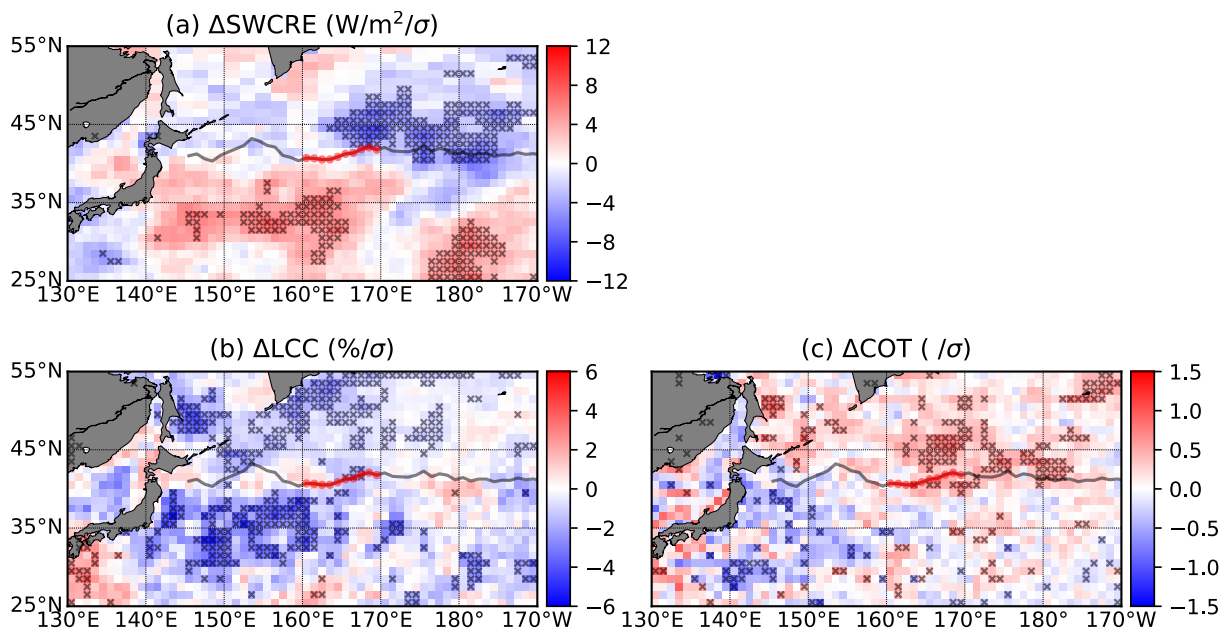 (a) ΔSWCRE (W/m²/σ)
55°N
45°N
35°N
25°N
130°E 140°E 150°E 160°E 170°E 180° 170°W
12
8
4
0
−4
−8
−12
(b) ΔLCC (%/σ)
55°N
45°N
35°N
25°N
130°E 140°E 150°E 160°E 170°E 180° 170°W
6
4
2
0
−2
−4
−6
(c) ΔCOT ( /σ)
130°E 140°E 150°E 160°E 170°E 180° 170°W
1.5
1.0
0.5
0.0
−0.5
−1.0
−1.5